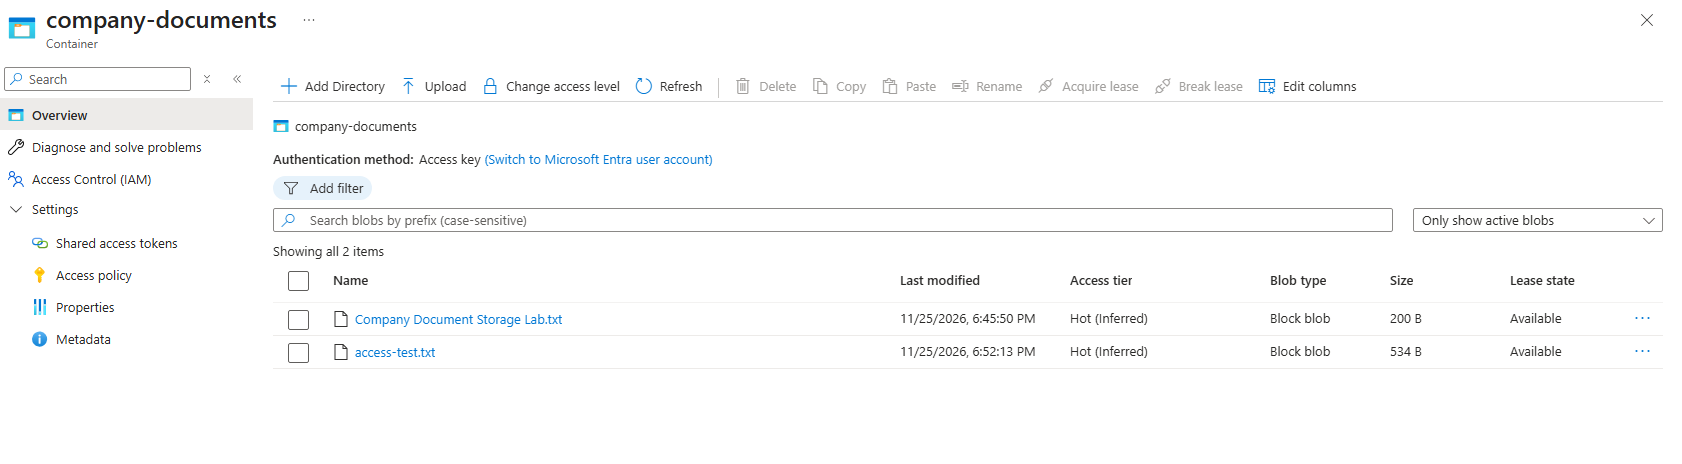 company-documents ...
Container
Search
Overview
Diagnose and solve problems
Access Control (IAM)
Settings
Shared access tokens
Access policy
Properties
Metadata
Add Directory Upload Change access level Refresh Delete Copy Paste Rename Acquire lease Break lease Edit columns
company-documents
Authentication method: Access key (Switch to Microsoft Entra user account)
Add filter
Search blobs by prefix (case-sensitive) Only show active blobs
Showing all 2 items
Name Last modified Access tier Blob type Size Lease state
Company Document Storage Lab.txt 11/25/2026, 6:45:50 PM Hot (Inferred) Block blob 200 B Available ...
access-test.txt 11/25/2026, 6:52:13 PM Hot (Inferred) Block blob 534 B Available ...